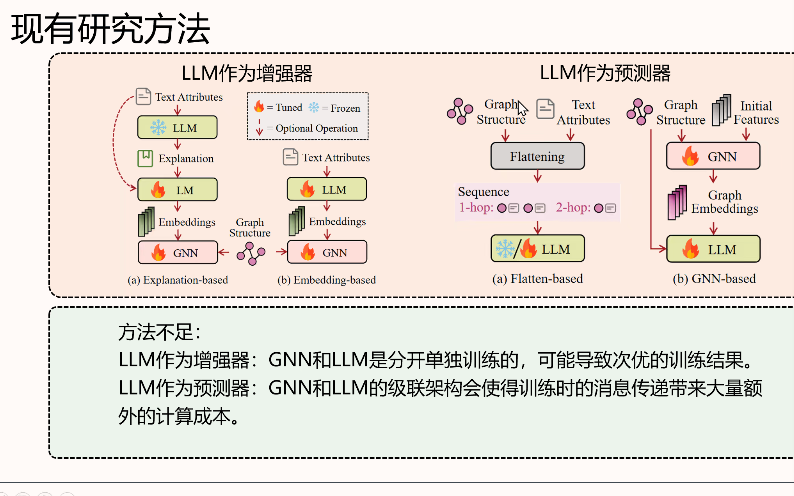 现有研究方法
LLM作为增强器
Text Attributes
LLM
Explanation
LM
Embeddings
GNN
(a) Explanation-based
= Tuned = Frozen
= Optional Operation
Text Attributes
LLM
Embeddings
Graph
Structure
GNN
(b) Embedding-based
LLM作为预测器
Graph
Structure
Text
Attributes
Flattening
Sequence
1-hop: 2-hop:
/ LLM
(a) Flatten-based
Graph
Structure
Initial
Features
GNN
Graph
Embeddings
LLM
(b) GNN-based
方法不足：
LLM作为增强器：GNN和LLM是分开单独训练的，可能导致次优的训练结果。
LLM作为预测器：GNN和LLM的级联架构会使得训练时的消息传递带来大量额
外的计算成本。